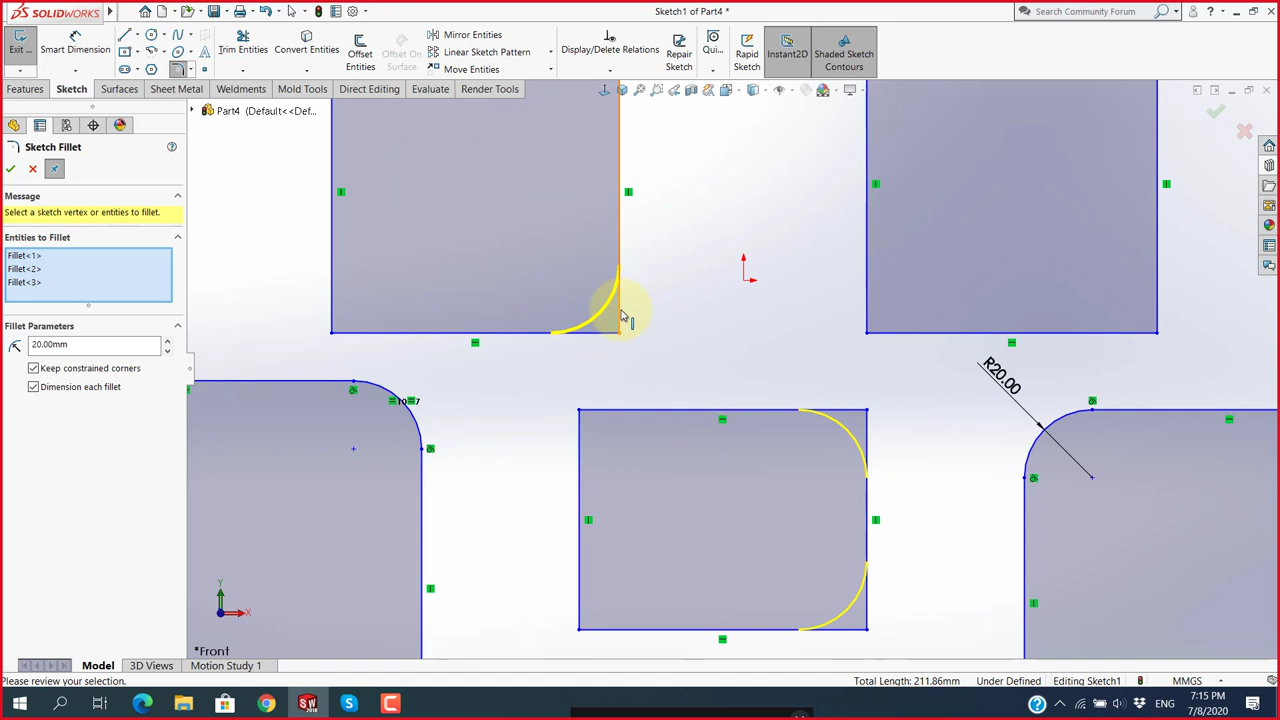 SOLIDWORKS
Sketch1 of Part4 *
Search Community Forum
Exit ...
Smart Dimension
Trim Entities
Convert Entities
Offset Entities
Offset On Surface
Mirror Entities
Linear Sketch Pattern
Move Entities
Display/Delete Relations
Repair Sketch
Qui...
Rapid Sketch
Instant2D
Shaded Sketch Contours
Features
Sketch
Surfaces
Sheet Metal
Weldments
Mold Tools
Direct Editing
Evaluate
Render Tools
Part4 (Default<<Def...
Sketch Fillet
Message
Select a sketch vertex or entities to fillet.
Entities to Fillet
Fillet<1>
Fillet<2>
Fillet<3>
Fillet Parameters
20.00mm
Keep constrained corners
Dimension each fillet
R20.00
Y
X
*Front
Model
3D Views
Motion Study 1
Please review your selection.
Total Length: 211.86mm
Under Defined
Editing Sketch1
MMGS
SW
2018
ENG
7:15 PM
7/8/2020